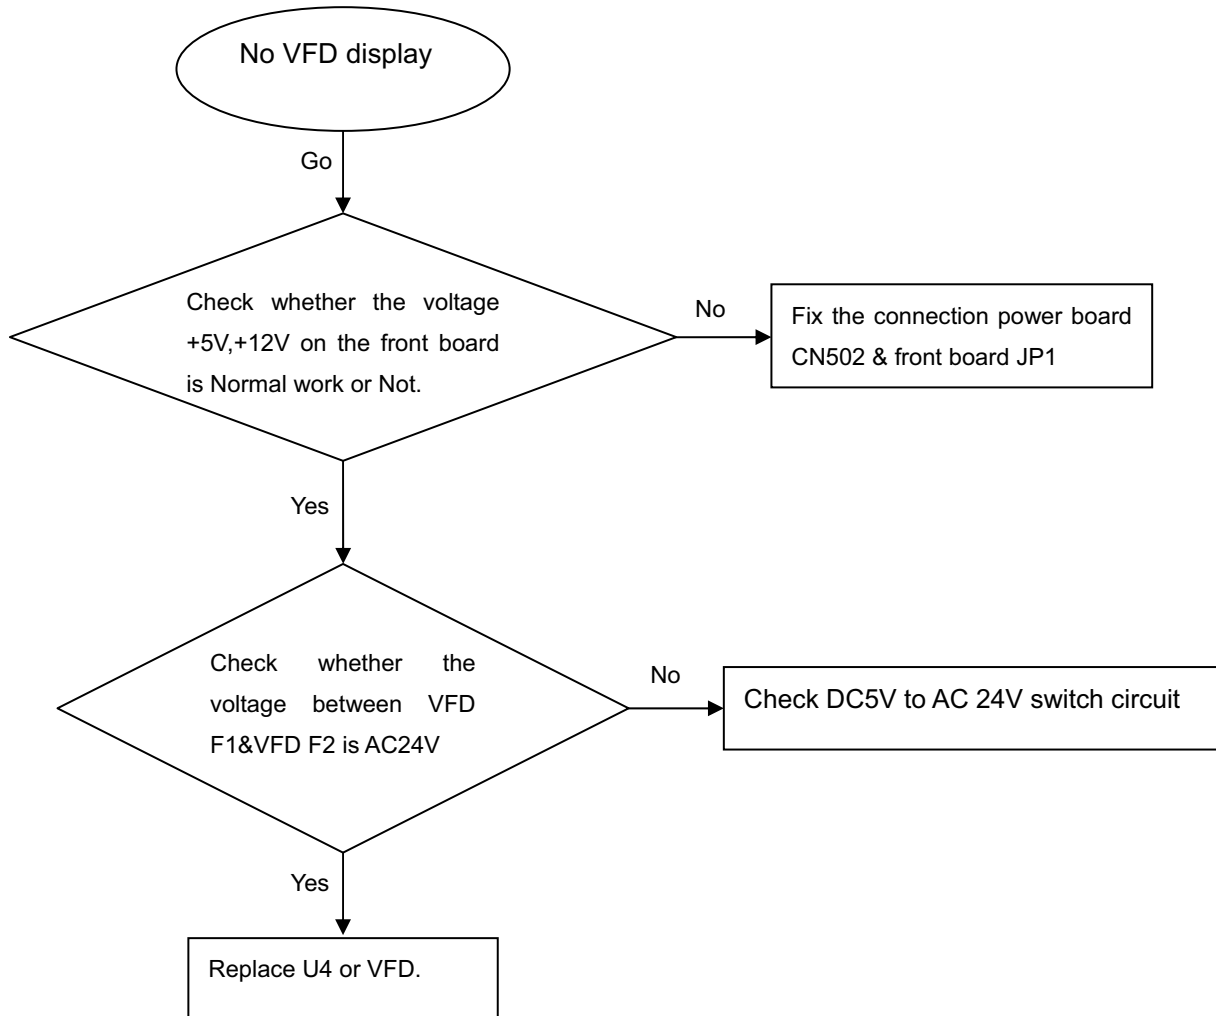 No VFD display
Go
Check whether the voltage
+5V,+12V on the front board
is Normal work or Not.
No
Fix the connection power board
CN502 & front board JP1
Yes
Check whether the
voltage between VFD
F1&VFD F2 is AC24V
No
Check DC5V to AC 24V switch circuit
Yes
Replace U4 or VFD.